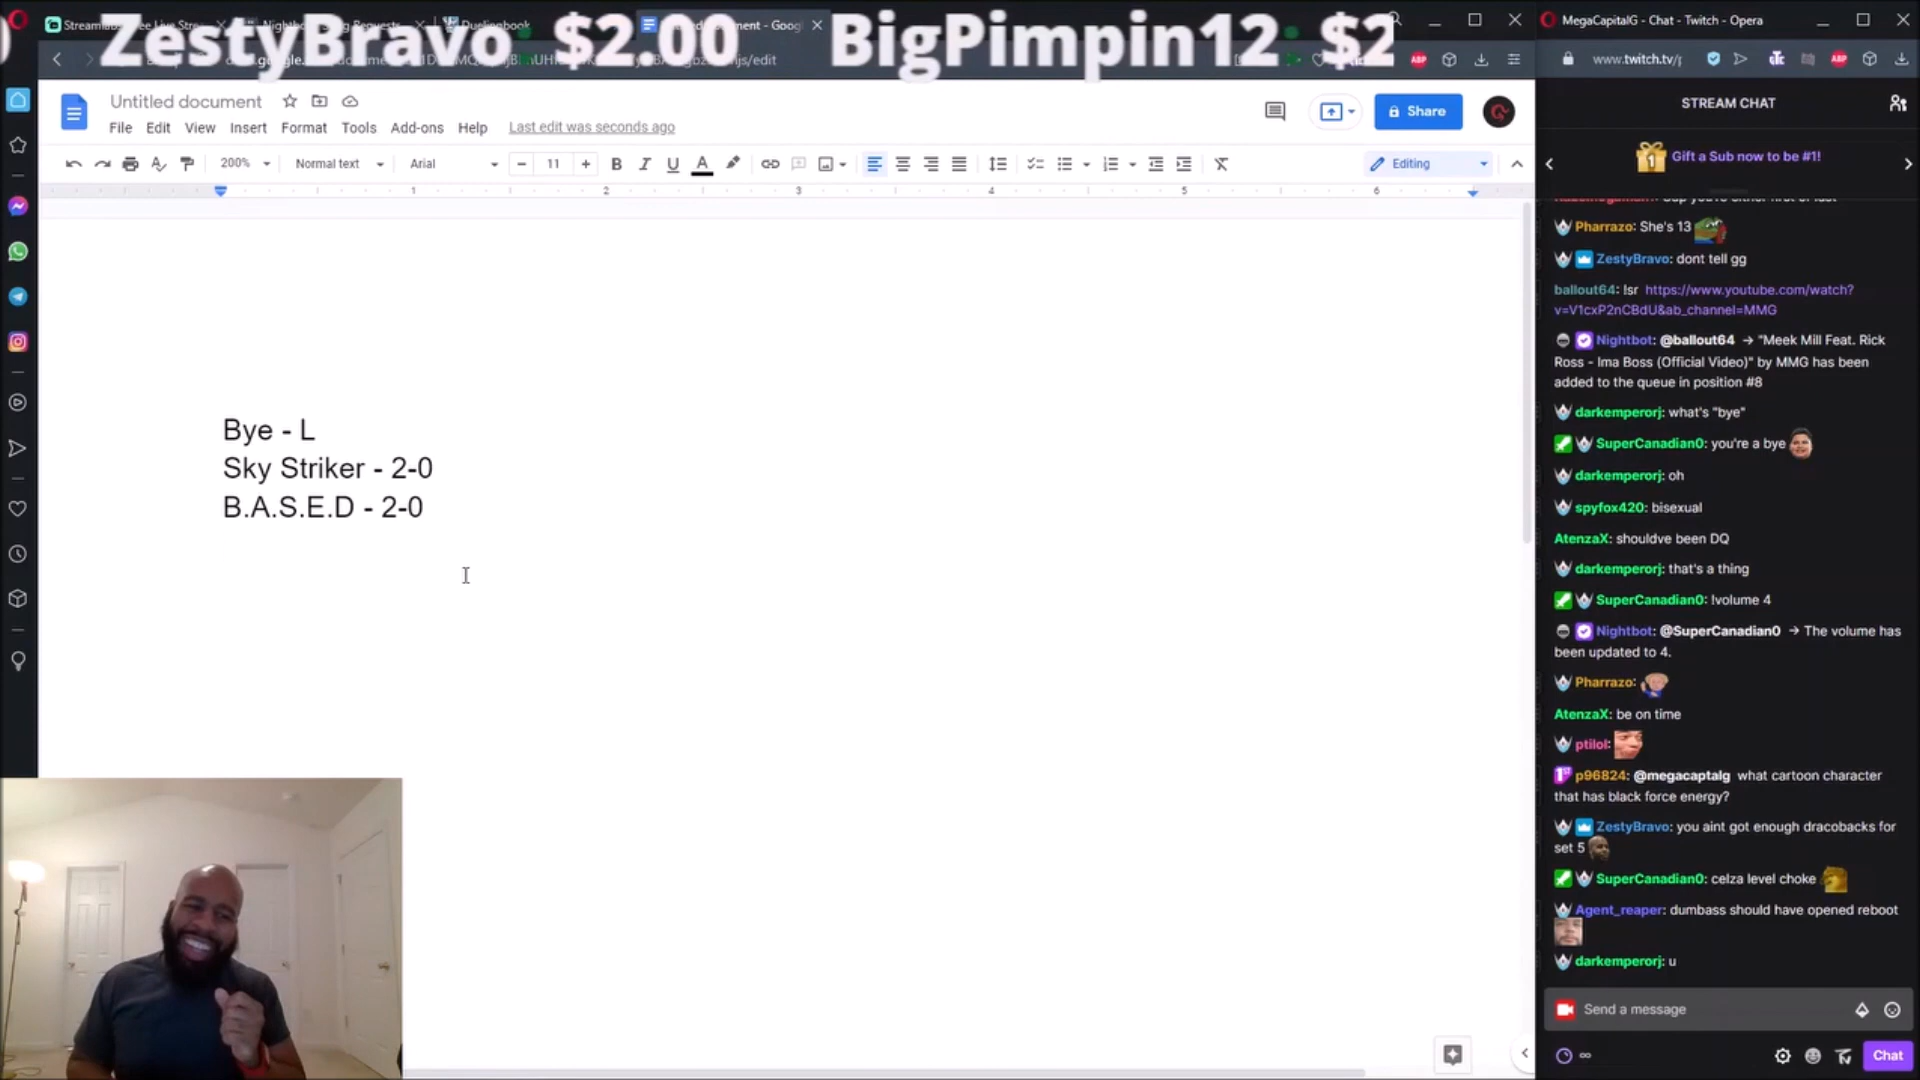 ZestyBravo $2.00 BigPimpin12 $2
MegaCapitalG - Chat - Twitch - Opera
www.twitch.tv/
Untitled document
File Edit View Insert Format Tools Add-ons Help Last edit was seconds ago
Share
200% Normal text Arial 11 Editing
1 2 3 4 5 6
Bye - L
Sky Striker - 2-0
B.A.S.E.D - 2-0
STREAM CHAT
Gift a Sub now to be #1!
Pharrazo: She's 13
ZestyBravo: dont tell gg
ballout64: !sr https://www.youtube.com/watch?
v=V1cxP2nCBdU&ab_channel=MMG
Nightbot: @ballout64 → "Meek Mill Feat. Rick
Ross - Ima Boss (Official Video)" by MMG has been
added to the queue in position #8
darkemperorj: what's "bye"
SuperCanadian0: you're a bye
darkemperorj: oh
spyfox420: bisexual
AtenzaX: shouldve been DQ
darkemperorj: that's a thing
SuperCanadian0: !volume 4
Nightbot: @SuperCanadian0 → The volume has
been updated to 4.
Pharrazo:
AtenzaX: be on time
ptilol:
p96824: @megacaptalg what cartoon character
that has black force energy?
ZestyBravo: you aint got enough dracobacks for
set 5
SuperCanadian0: celza level choke
Agent_reaper: dumbass should have opened reboot
darkemperorj: u
Send a message
Chat